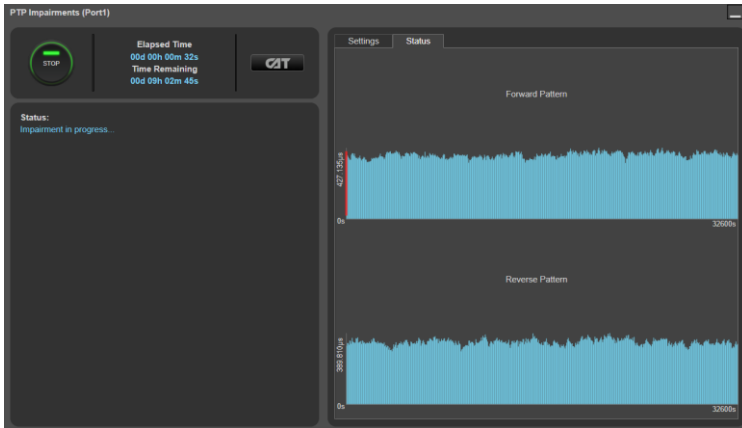 PTP Impairments (Port1)
STOP
Elapsed Time
00d 00h 00m 32s
Time Remaining
00d 09h 02m 45s
CAT
Settings
Status
Status:
Impairment in progress...
Forward Pattern
427.135µs
0s
32600s
Reverse Pattern
389.810µs
0s
32600s